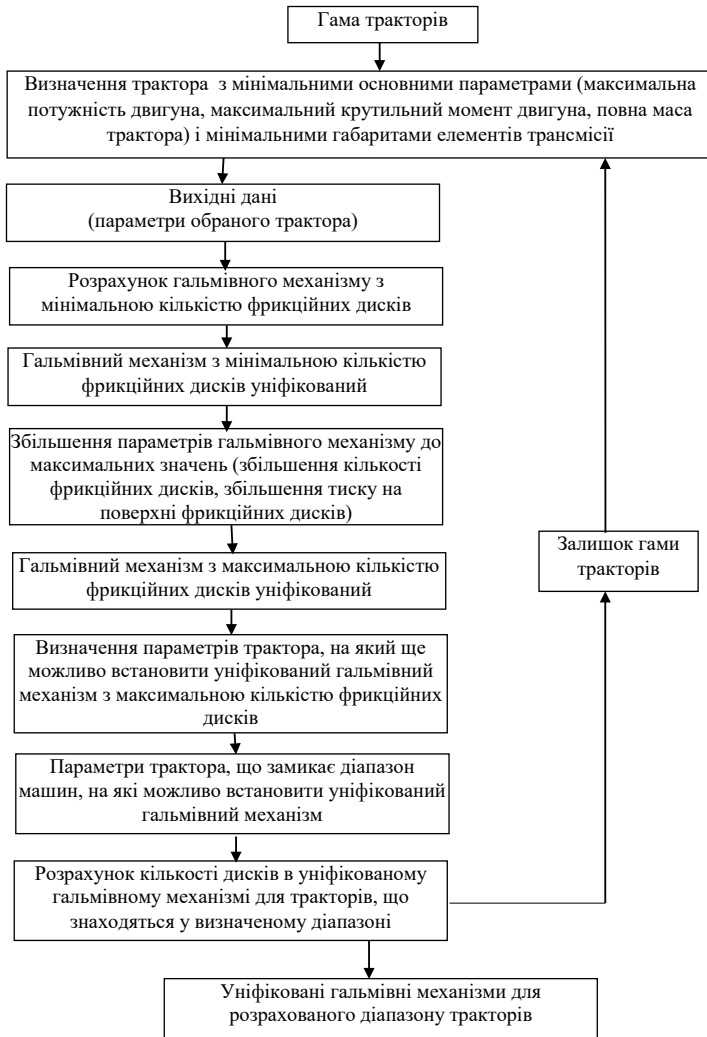 Гама тракторів
Визначення трактора з мінімальними основними параметрами (максимальна
потужність двигуна, максимальний крутильний момент двигуна, повна маса
трактора) і мінімальними габаритами елементів трансмісії
Вихідні дані
(параметри обраного трактора)
Розрахунок гальмівного механізму з
мінімальною кількістю фрикційних дисків
Гальмівний механізм з мінімальною кількістю
фрикційних дисків уніфікований
Збільшення параметрів гальмівного механізму до
максимальних значень (збільшення кількості
фрикційних дисків, збільшення тиску на
поверхні фрикційних дисків)
Залишок гами
тракторів
Гальмівний механізм з максимальною кількістю
фрикційних дисків уніфікований
Визначення параметрів трактора, на який ще
можливо встановити уніфікований гальмівний
механізм з максимальною кількістю фрикційних
дисків
Параметри трактора, що замикає діапазон
машин, на які можливо встановити уніфікований
гальмівний механізм
Розрахунок кількості дисків в уніфікованому
гальмівному механізмі для тракторів, що
знаходяться у визначеному діапазоні
Уніфіковані гальмівні механізми для
розрахованого діапазону тракторів